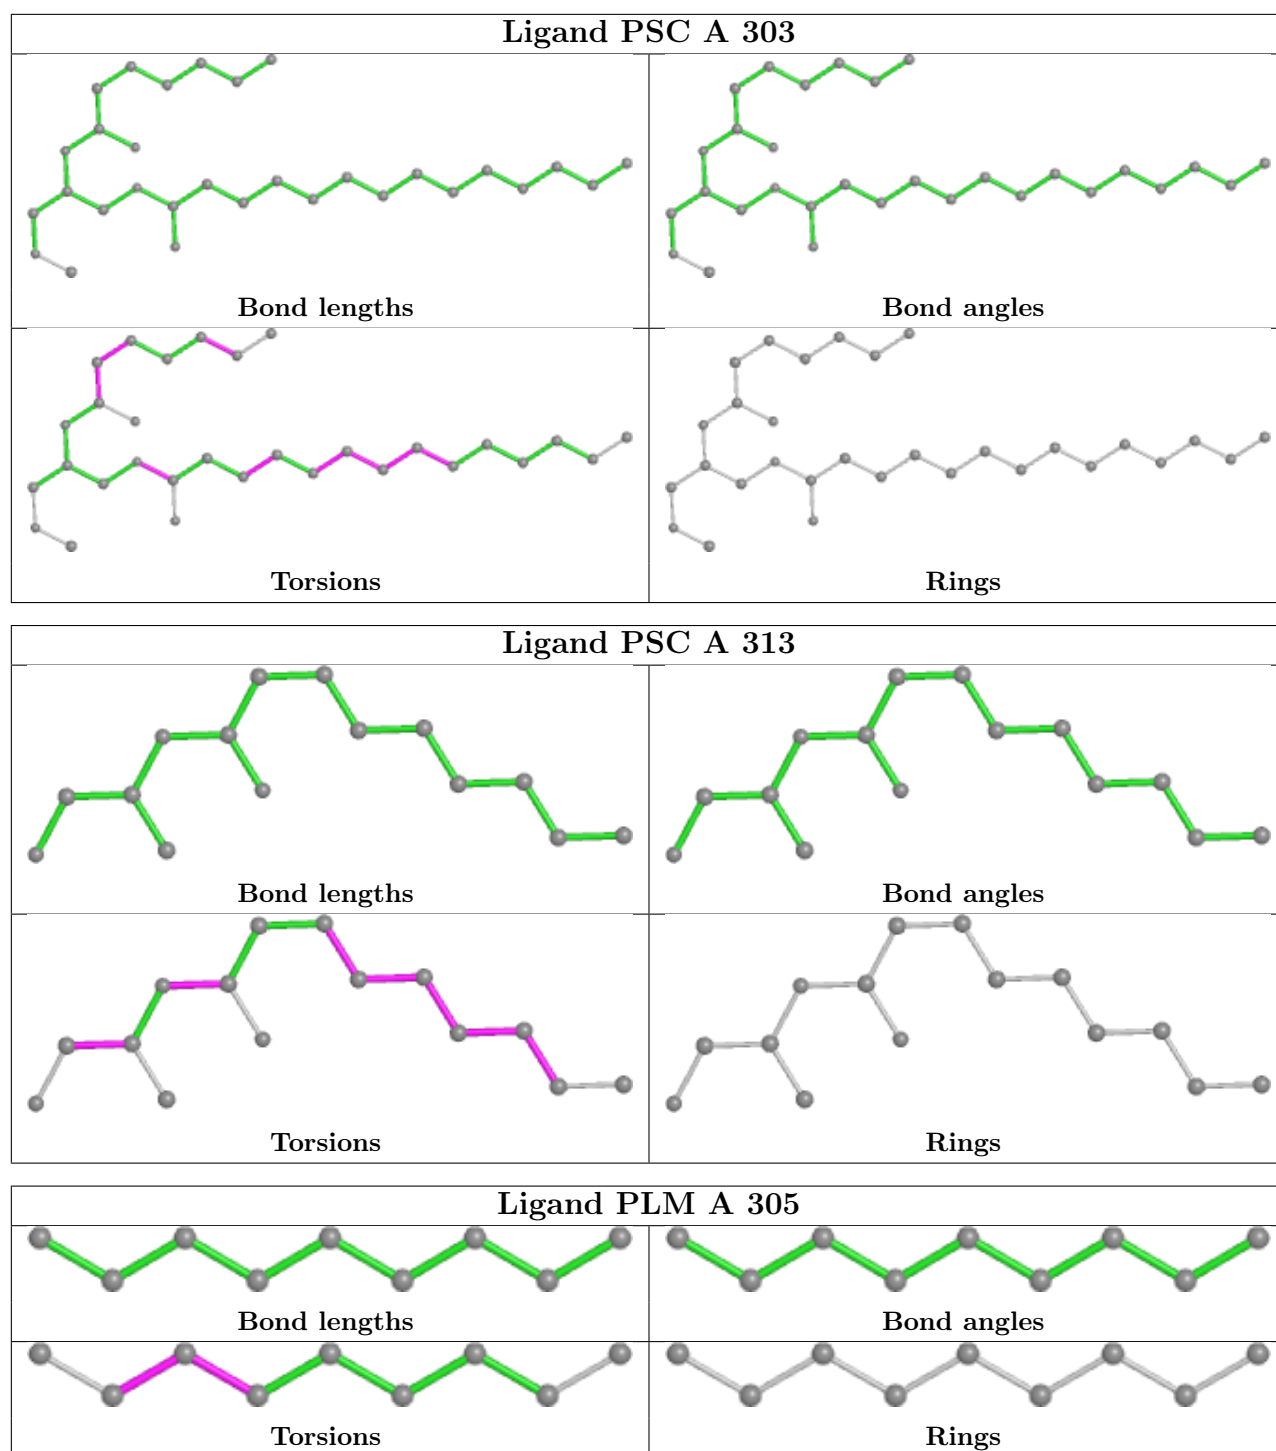 Ligand PSC A 303
Bond lengths
Bond angles
Torsions
Rings
Ligand PSC A 313
Bond lengths
Bond angles
Torsions
Rings
Ligand PLM A 305
Bond lengths
Bond angles
Torsions
Rings